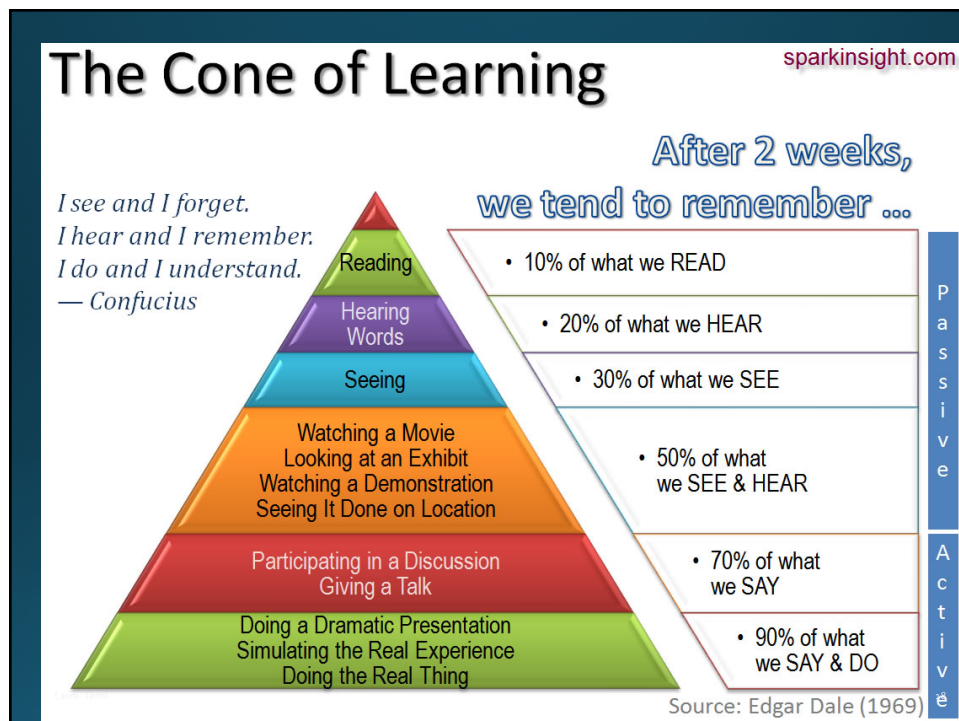 The Cone of Learning
sparkinsight.com
After 2 weeks,
we tend to remember ...
I see and I forget.
I hear and I remember.
I do and I understand.
— Confucius
Reading
• 10% of what we READ
Hearing
Words
• 20% of what we HEAR
Seeing
• 30% of what we SEE
Watching a Movie
Looking at an Exhibit
Watching a Demonstration
Seeing It Done on Location
• 50% of what
we SEE & HEAR
Participating in a Discussion
Giving a Talk
• 70% of what
we SAY
Doing a Dramatic Presentation
Simulating the Real Experience
Doing the Real Thing
• 90% of what
we SAY & DO
Passive
Active
Source: Edgar Dale (1969)